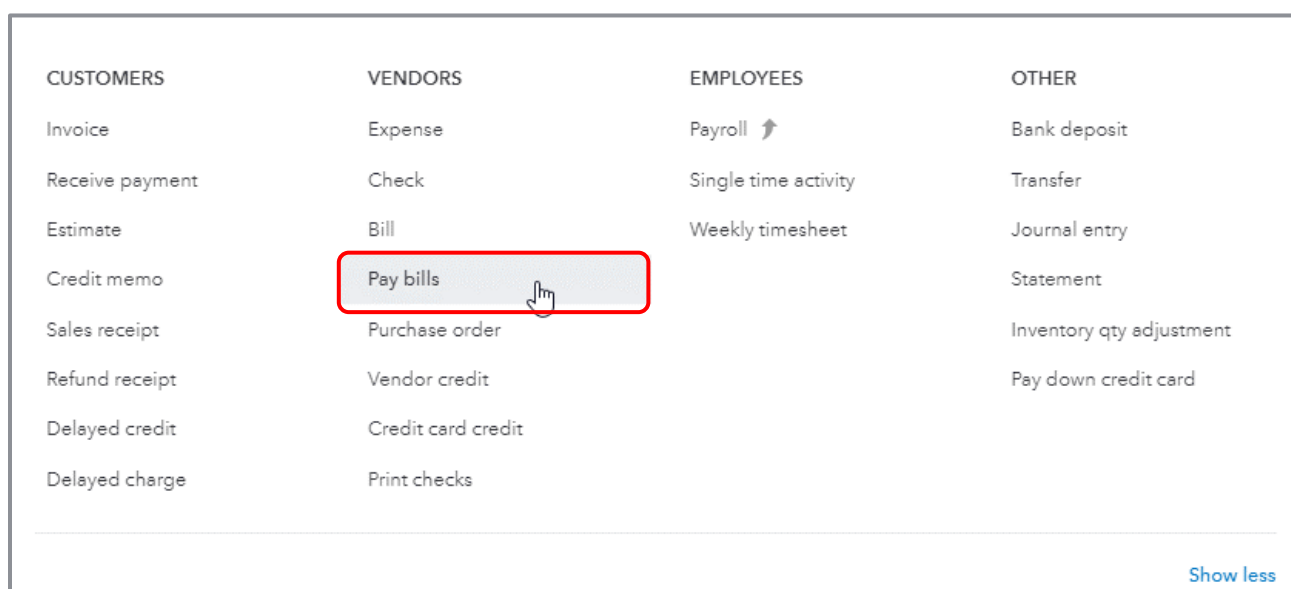 CUSTOMERS
Invoice
Receive payment
Estimate
Credit memo
Sales receipt
Refund receipt
Delayed credit
Delayed charge
VENDORS
Expense
Check
Bill
Pay bills
Purchase order
Vendor credit
Credit card credit
Print checks
EMPLOYEES
Payroll
Single time activity
Weekly timesheet
OTHER
Bank deposit
Transfer
Journal entry
Statement
Inventory qty adjustment
Pay down credit card
Show less